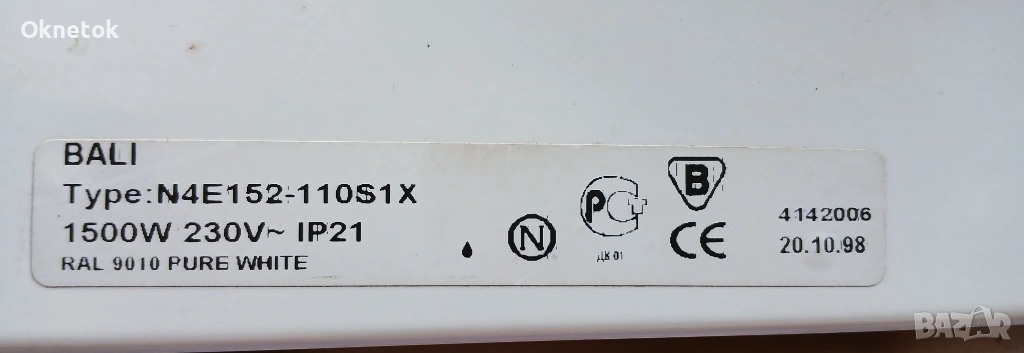 Oknetok
BALI
Type:N4E152-110S1X
1500W 230V~ IP21
RAL 9010 PURE WHITE
N
PCT
ДК 01
B
CE
4142006
20.10.98
BAZAR